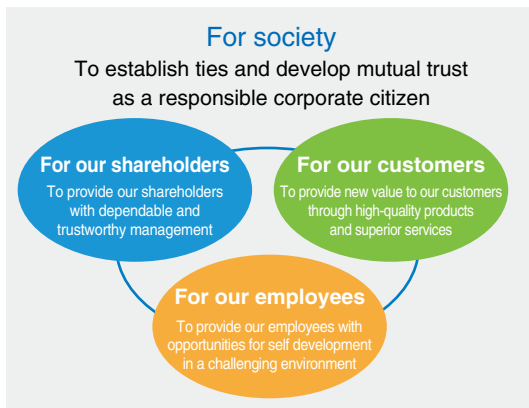 For society
To establish ties and develop mutual trust
as a responsible corporate citizen
For our shareholders
To provide our shareholders
with dependable and
trustworthy management
For our customers
To provide new value to our customers
through high-quality products
and superior services
For our employees
To provide our employees with
opportunities for self development
in a challenging environment